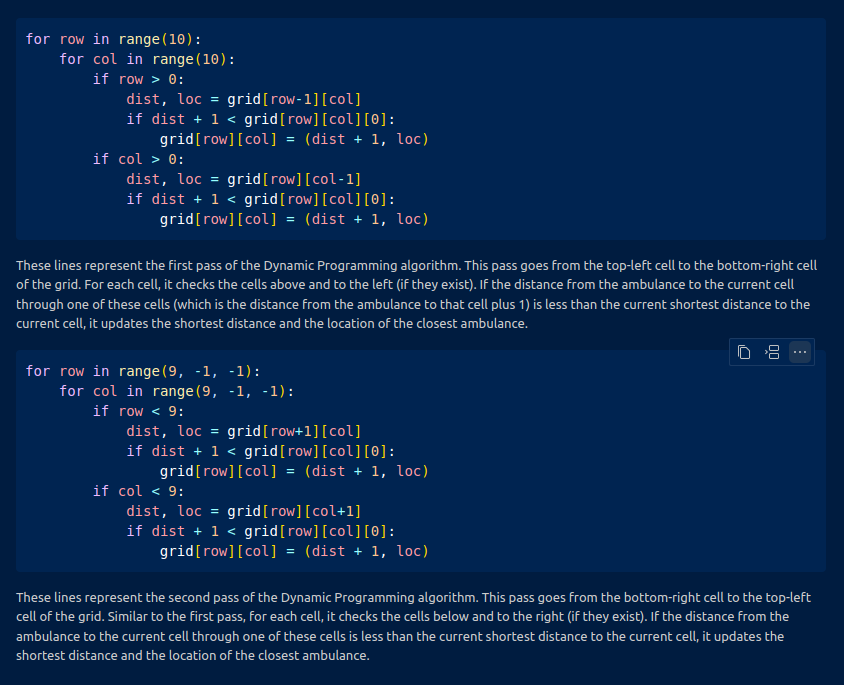 for row in range(10):
    for col in range(10):
        if row > 0:
            dist, loc = grid[row-1][col]
            if dist + 1 < grid[row][col][0]:
                grid[row][col] = (dist + 1, loc)
        if col > 0:
            dist, loc = grid[row][col-1]
            if dist + 1 < grid[row][col][0]:
                grid[row][col] = (dist + 1, loc)
These lines represent the first pass of the Dynamic Programming algorithm. This pass goes from the top-left cell to the bottom-right cell
of the grid. For each cell, it checks the cells above and to the left (if they exist). If the distance from the ambulance to the current cell
through one of these cells (which is the distance from the ambulance to that cell plus 1) is less than the current shortest distance to the
current cell, it updates the shortest distance and the location of the closest ambulance.
for row in range(9, -1, -1):
    for col in range(9, -1, -1):
        if row < 9:
            dist, loc = grid[row+1][col]
            if dist + 1 < grid[row][col][0]:
                grid[row][col] = (dist + 1, loc)
        if col < 9:
            dist, loc = grid[row][col+1]
            if dist + 1 < grid[row][col][0]:
                grid[row][col] = (dist + 1, loc)
These lines represent the second pass of the Dynamic Programming algorithm. This pass goes from the bottom-right cell to the top-left
cell of the grid. Similar to the first pass, for each cell, it checks the cells below and to the right (if they exist). If the distance from the
ambulance to the current cell through one of these cells is less than the current shortest distance to the current cell, it updates the
shortest distance and the location of the closest ambulance.